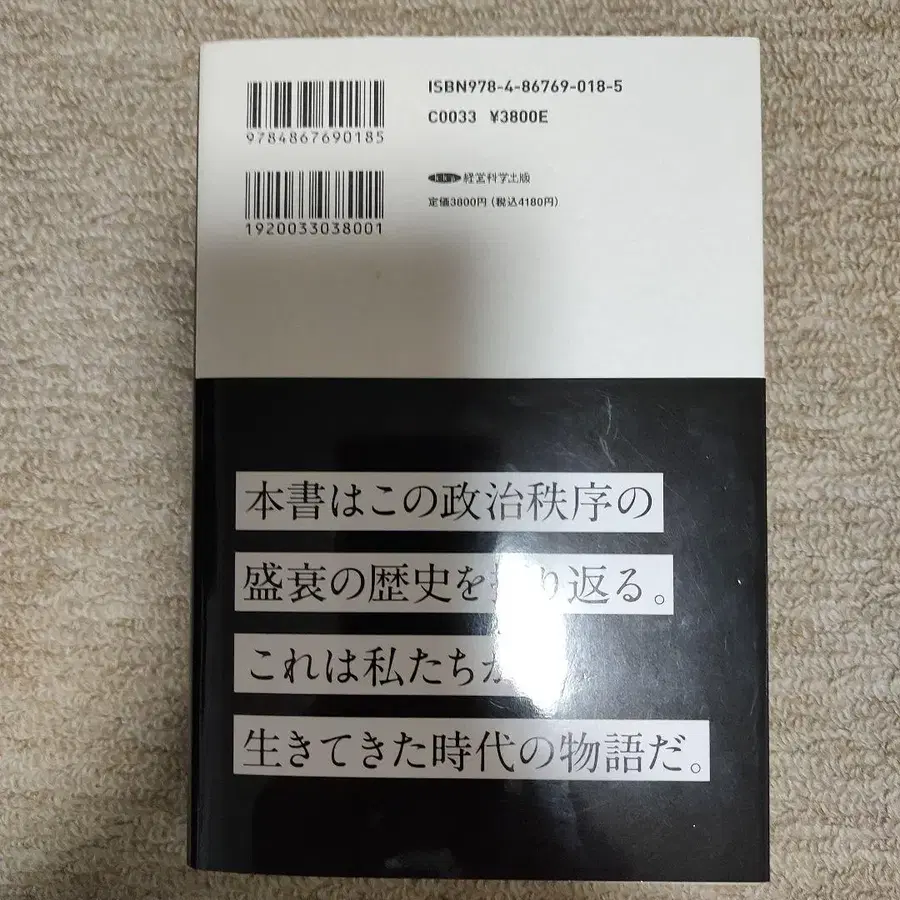 ISBN978-4-86769-018-5
C0033 ¥3800E
9784867690185
経営科学出版
定価3800円(税込4180円)
1920033038001
本書はこの政治秩序の
盛衰の歴史を り返る。
これは私たちが
生きてきた時代の物語だ。